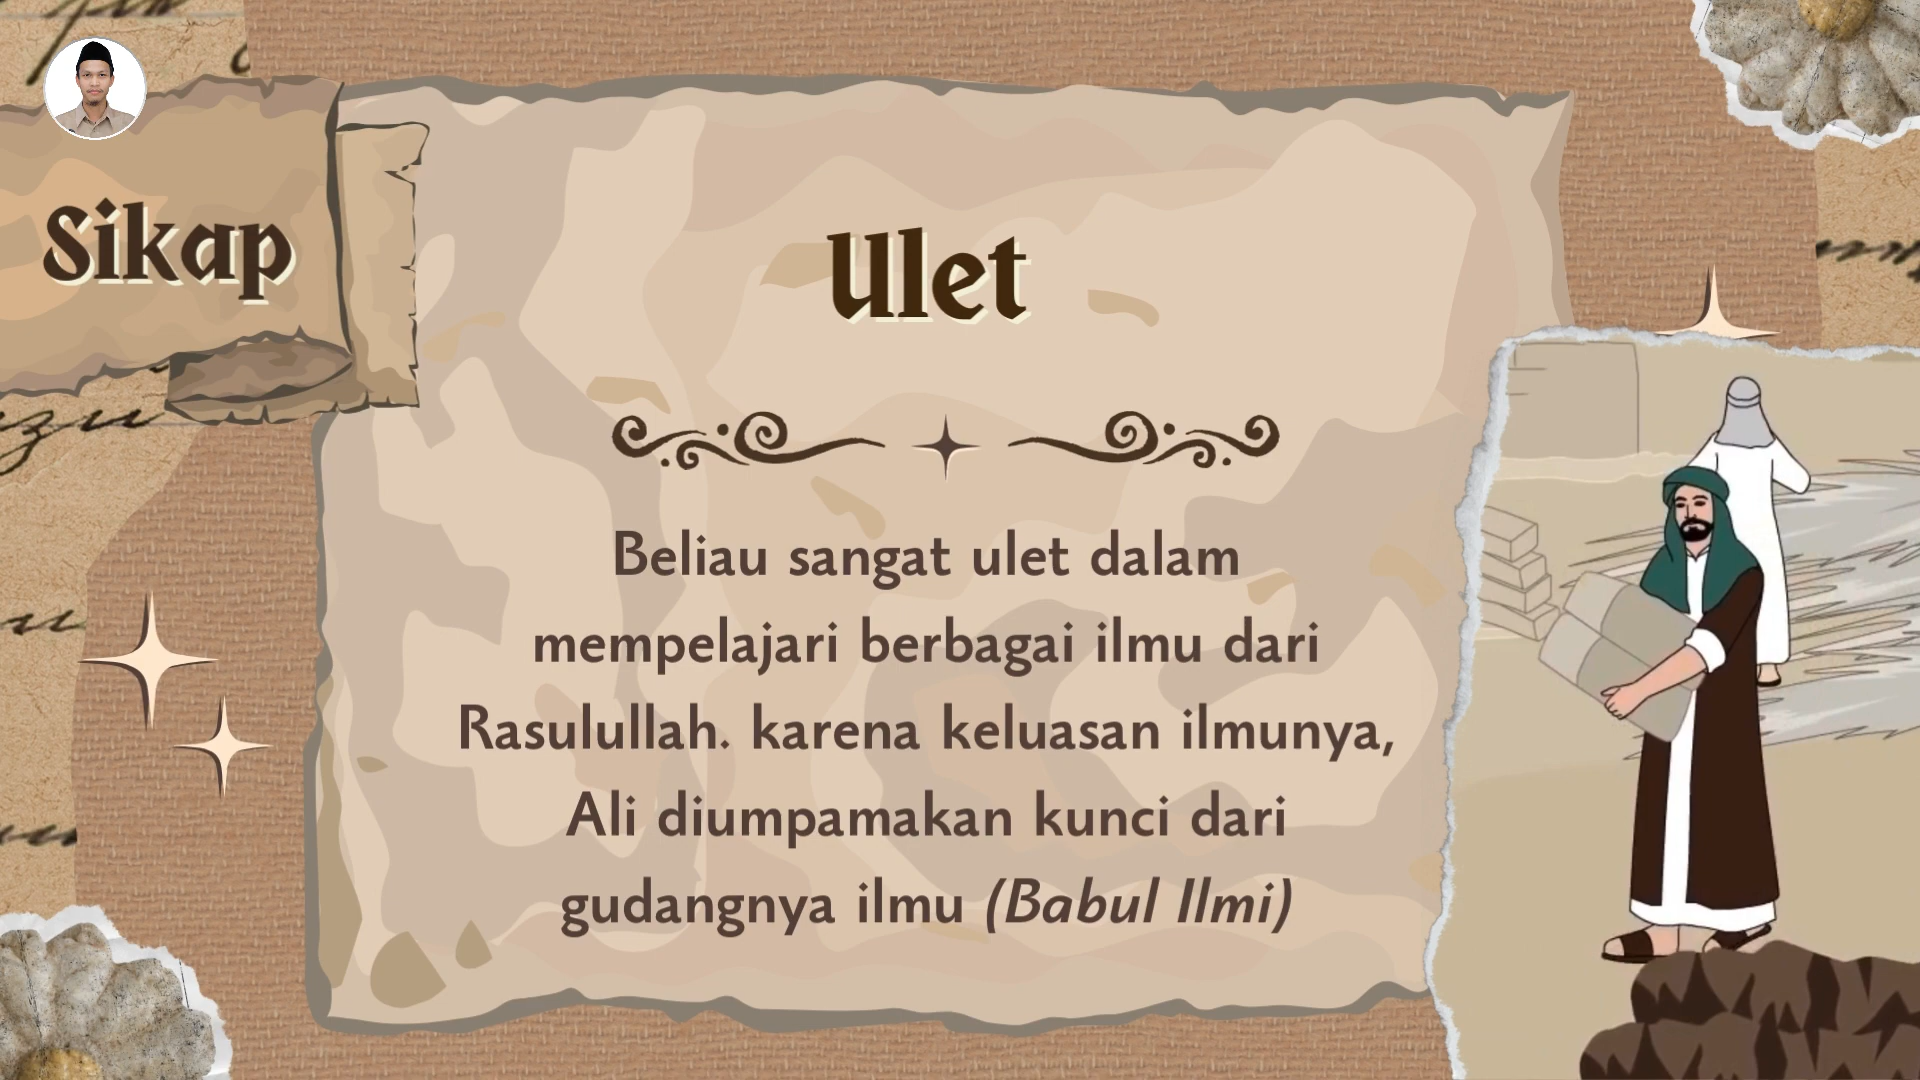 Sikap
Ulet
Beliau sangat ulet dalam
mempelajari berbagai ilmu dari
Rasulullah. karena keluasan ilmunya,
Ali diumpamakan kunci dari
gudangnya ilmu (Babul Ilmi)